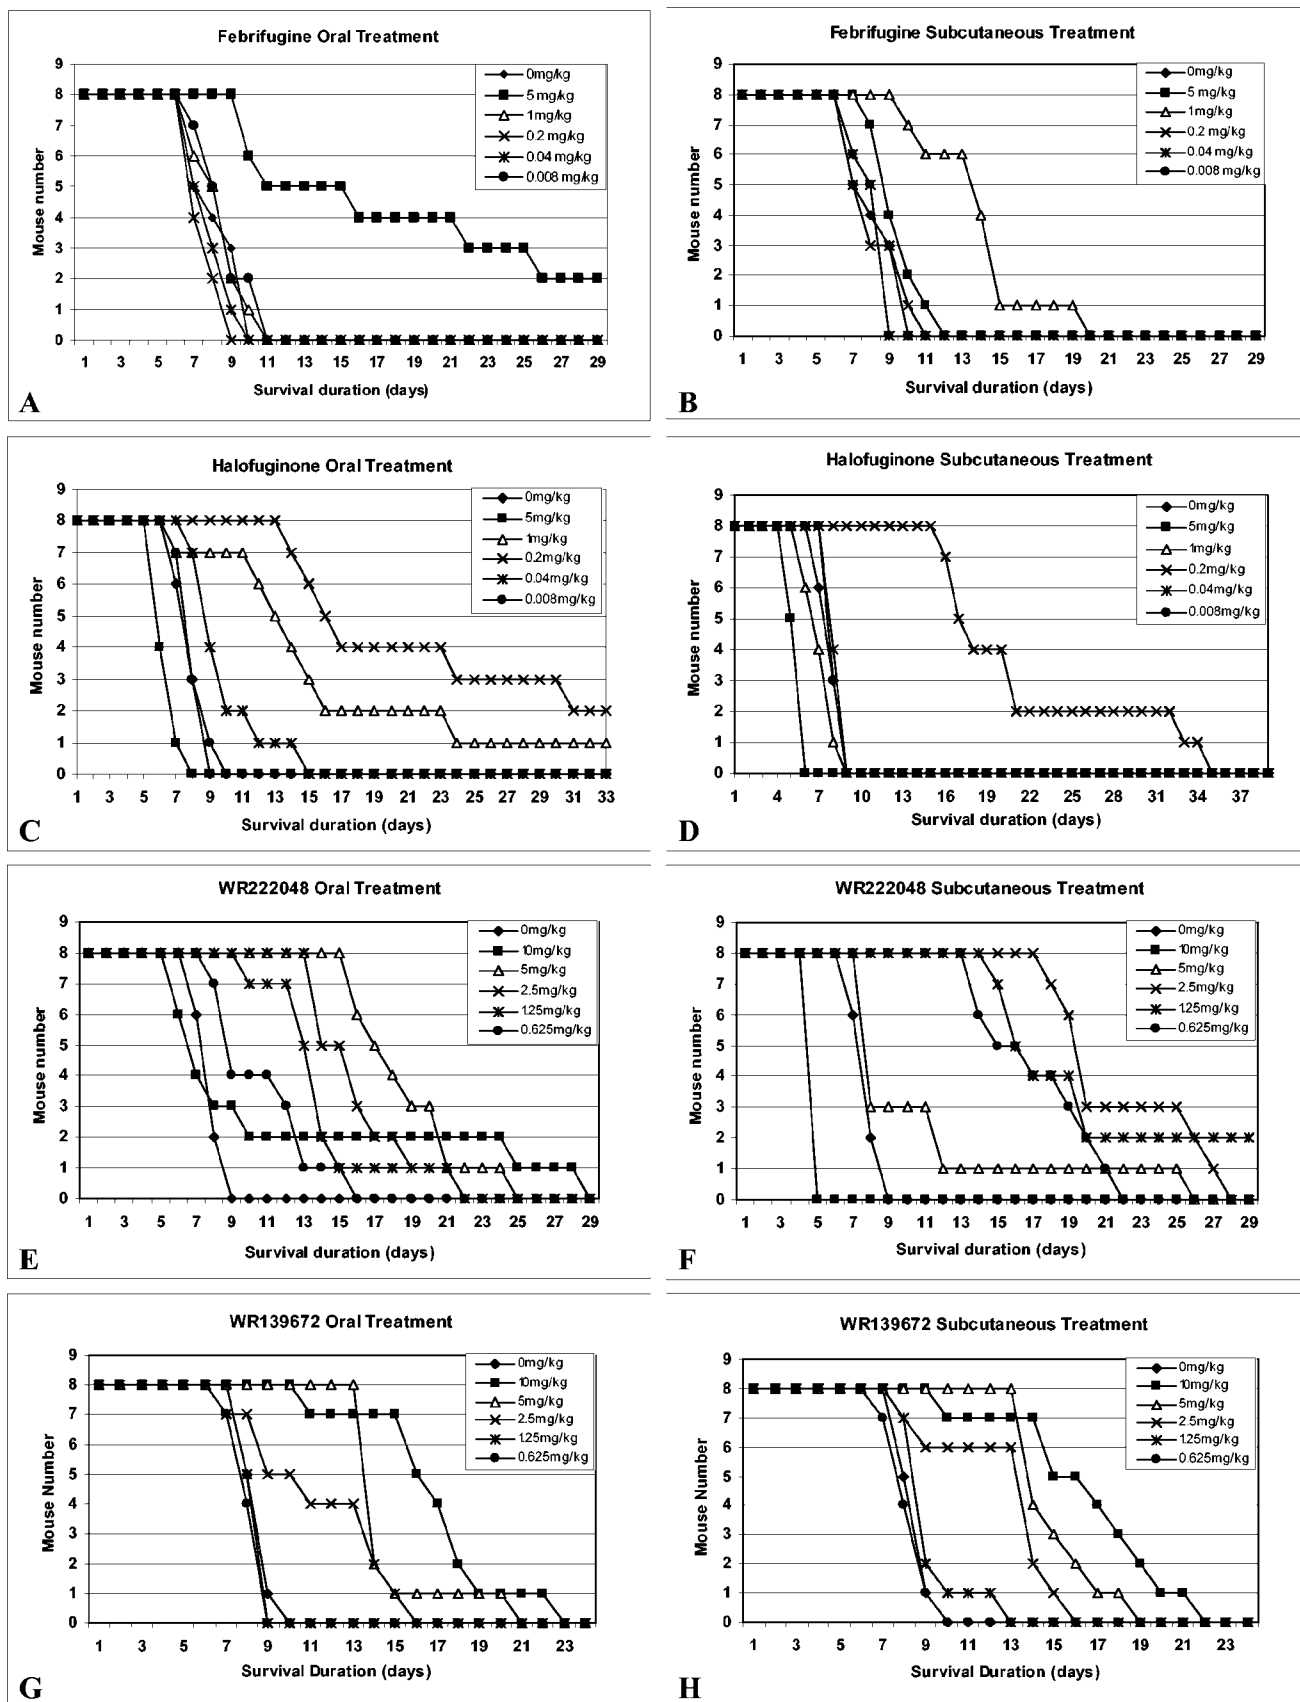 Febrifugine Oral Treatment
Mouse number
9
8
7
6
5
4
3
2
1
0
0mg/kg
5 mg/kg
1mg/kg
0.2 mg/kg
0.04 mg/kg
0.008 mg/kg
1 3 5 7 9 11 13 15 17 19 21 23 25 27 29
Survival duration (days)
A
Febrifugine Subcutaneous Treatment
Mouse number
9
8
7
6
5
4
3
2
1
0
0mg/kg
5 mg/kg
1mg/kg
0.2 mg/kg
0.04 mg/kg
0.008 mg/kg
1 3 5 7 9 11 13 15 17 19 21 23 25 27 29
Survival duration (days)
B
Halofuginone Oral Treatment
Mouse number
9
8
7
6
5
4
3
2
1
0
0mg/kg
5mg/kg
1mg/kg
0.2mg/kg
0.04mg/kg
0.008mg/kg
1 3 5 7 9 11 13 15 17 19 21 23 25 27 29 31 33
Survival duration (days)
C
Halofuginone Subcutaneous Treatment
Mouse number
9
8
7
6
5
4
3
2
1
0
0mg/kg
5mg/kg
1mg/kg
0.2mg/kg
0.04mg/kg
0.008mg/kg
1 4 7 10 13 16 19 22 25 28 31 34 37
Survival duration (days)
D
WR222048 Oral Treatment
Mouse number
9
8
7
6
5
4
3
2
1
0
0mg/kg
10mg/kg
5mg/kg
2.5mg/kg
1.25mg/kg
0.625mg/kg
1 3 5 7 9 11 13 15 17 19 21 23 25 27 29
Survival duration (days)
E
WR222048 Subcutaneous Treatment
Mouse number
9
8
7
6
5
4
3
2
1
0
0mg/kg
10mg/kg
5mg/kg
2.5mg/kg
1.25mg/kg
0.625mg/kg
1 3 5 7 9 11 13 15 17 19 21 23 25 27 29
Survival duration (days)
F
WR139672 Oral Treatment
Mouse Number
9
8
7
6
5
4
3
2
1
0
0mg/kg
10mg/kg
5mg/kg
2.5mg/kg
1.25mg/kg
0.625mg/kg
1 3 5 7 9 11 13 15 17 19 21 23
Survival Duration (days)
G
WR139672 Subcutaneous Treatment
Mouse Number
9
8
7
6
5
4
3
2
1
0
0mg/kg
10mg/kg
5mg/kg
2.5mg/kg
1.25mg/kg
0.625mg/kg
1 3 5 7 9 11 13 15 17 19 21 23
Survival Duration (days)
H